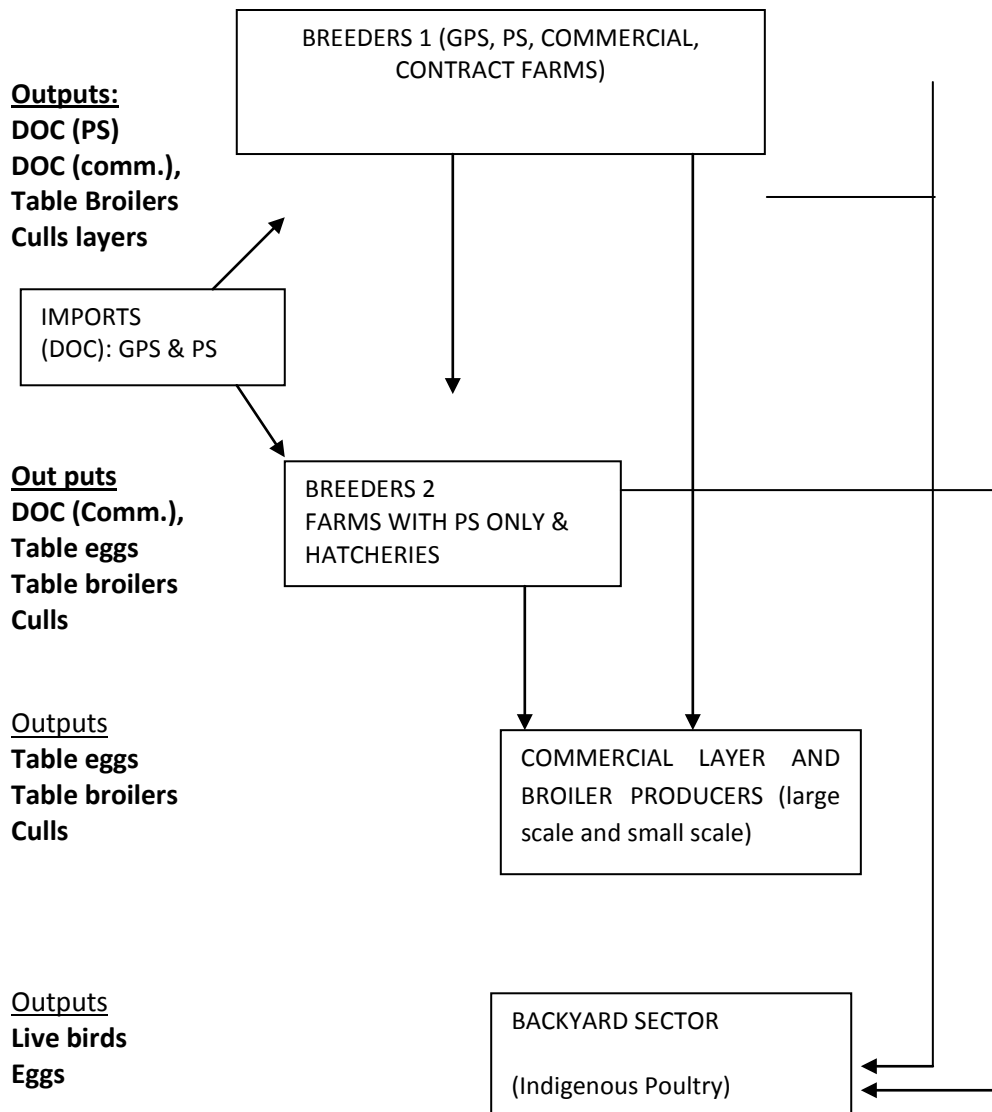 BREEDERS 1 (GPS, PS, COMMERCIAL,
CONTRACT FARMS)
Outputs:
DOC (PS)
DOC (comm.),
Table Broilers
Culls layers
IMPORTS
(DOC): GPS & PS
Out puts
DOC (Comm.),
Table eggs
Table broilers
Culls
BREEDERS 2
FARMS WITH PS ONLY &
HATCHERIES
Outputs
Table eggs
Table broilers
Culls
COMMERCIAL LAYER AND
BROILER PRODUCERS (large
scale and small scale)
Outputs
Live birds
Eggs
BACKYARD SECTOR
(Indigenous Poultry)